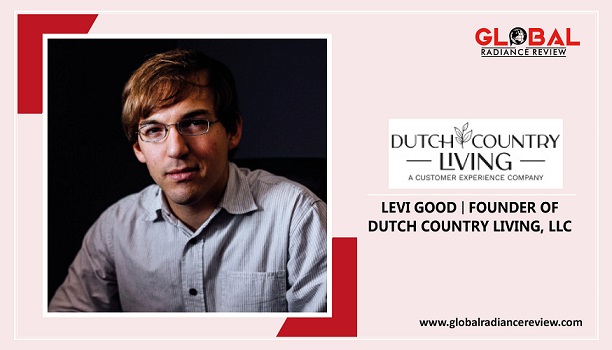 GLOBAL
RADIANCE REVIEW
DUTCH COUNTRY
LIVING
A CUSTOMER EXPERIENCE COMPANY
LEVI GOOD | FOUNDER OF
DUTCH COUNTRY LIVING, LLC
www.globalradiancereview.com